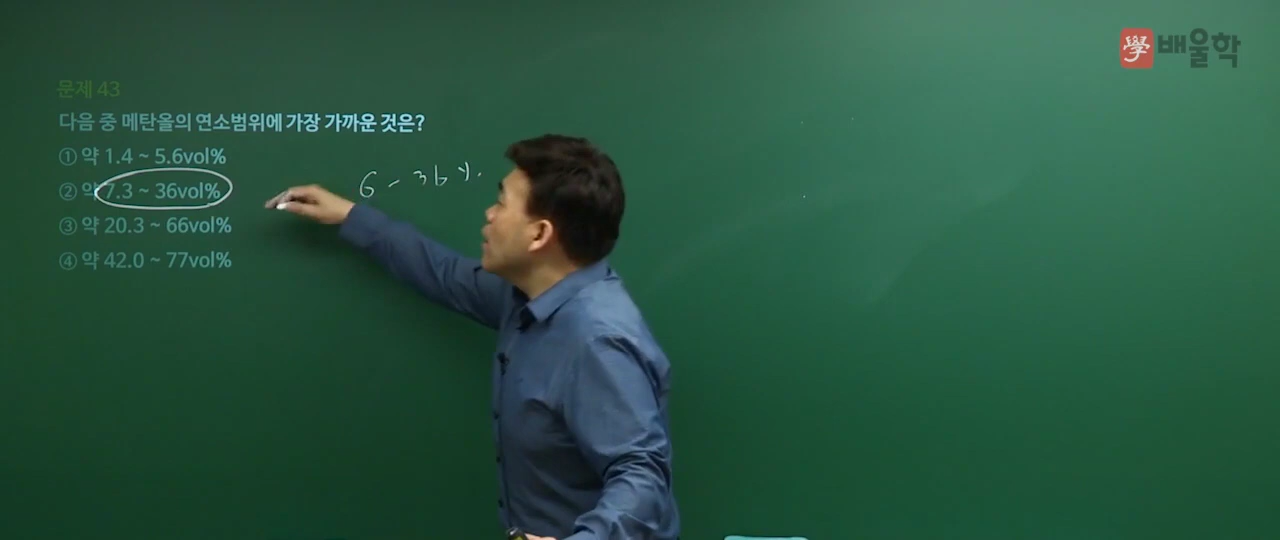 學 배울학
문제 43
다음 중 메탄올의 연소범위에 가장 가까운 것은?
① 약 1.4 ~ 5.6vol%
② 약 7.3 ~ 36vol%
6 ~ 36 %
③ 약 20.3 ~ 66vol%
④ 약 42.0 ~ 77vol%